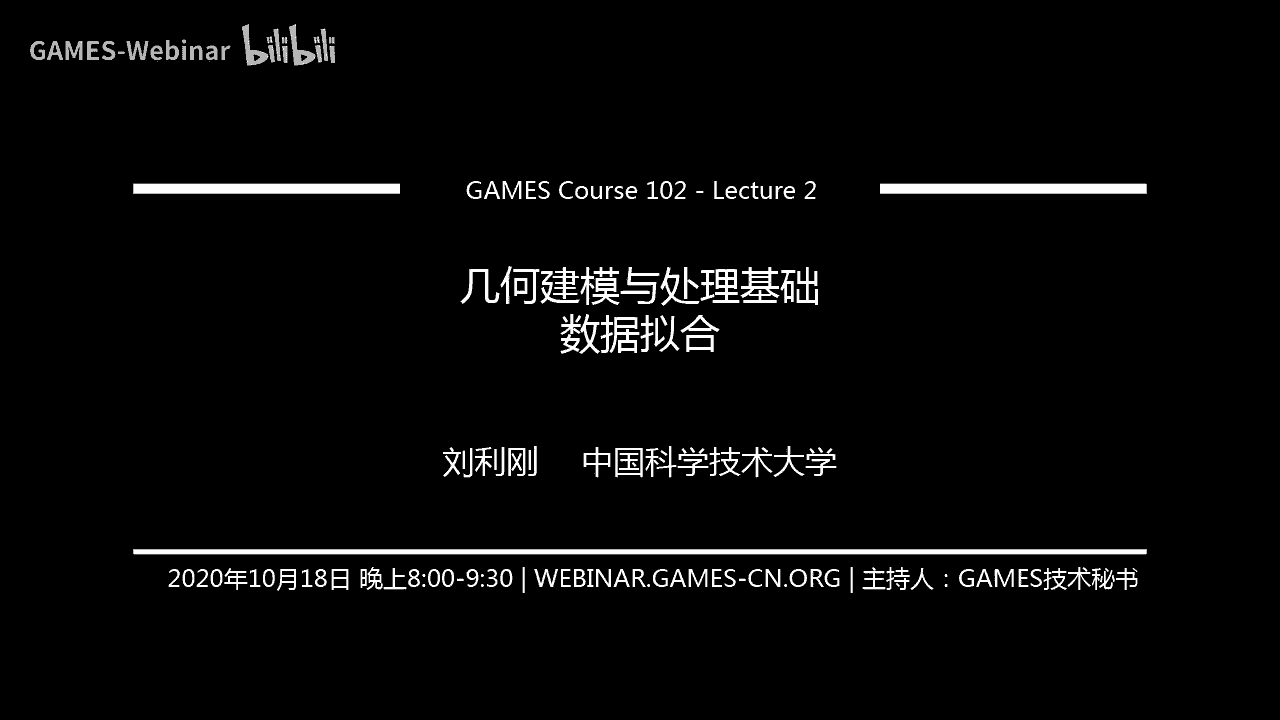 GAMES-Webinar bilibili
GAMES Course 102 - Lecture 2
几何建模与处理基础
数据拟合
刘利刚 中国科学技术大学
2020年10月18日 晚上8:00-9:30 | WEBINAR.GAMES-CN.ORG | 主持人：GAMES技术秘书